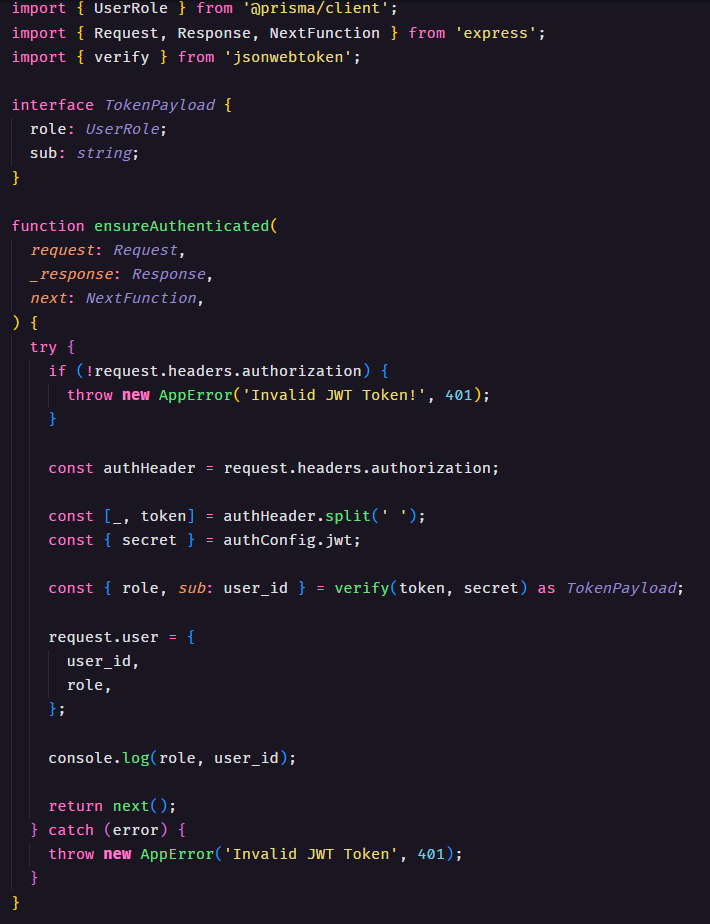 import { UserRole } from '@prisma/client';
import { Request, Response, NextFunction } from 'express';
import { verify } from 'jsonwebtoken';

interface TokenPayload {
  role: UserRole;
  sub: string;
}

function ensureAuthenticated(
  request: Request,
  _response: Response,
  next: NextFunction,
) {
  try {
    if (!request.headers.authorization) {
      throw new AppError('Invalid JWT Token!', 401);
    }

    const authHeader = request.headers.authorization;

    const [_, token] = authHeader.split(' ');
    const { secret } = authConfig.jwt;

    const { role, sub: user_id } = verify(token, secret) as TokenPayload;

    request.user = {
      user_id,
      role,
    };

    console.log(role, user_id);

    return next();
  } catch (error) {
    throw new AppError('Invalid JWT Token', 401);
  }
}